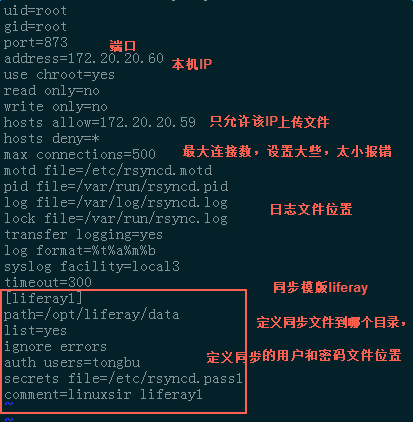 uid=root
gid=root
port=873 端口
address=172.20.20.60 本机IP
use chroot=yes
read only=no
write only=no
hosts allow=172.20.20.59 只允许该IP上传文件
hosts deny=*
max connections=500 最大连接数，设置大些，太小报错
motd file=/etc/rsyncd.motd
pid file=/var/run/rsyncd.pid
log file=/var/log/rsyncd.log 日志文件位置
lock file=/var/run/rsync.log
transfer logging=yes
log format=%t%a%m%b
syslog facility=local3
timeout=300 同步模版liferay
[liferay1]
path=/opt/liferay/data 定义同步文件到哪个目录，
list=yes
ignore errors
auth users=tongbu 定义同步的用户和密码文件位置
secrets file=/etc/rsyncd.pass1
comment=linuxsir liferay1
~
~